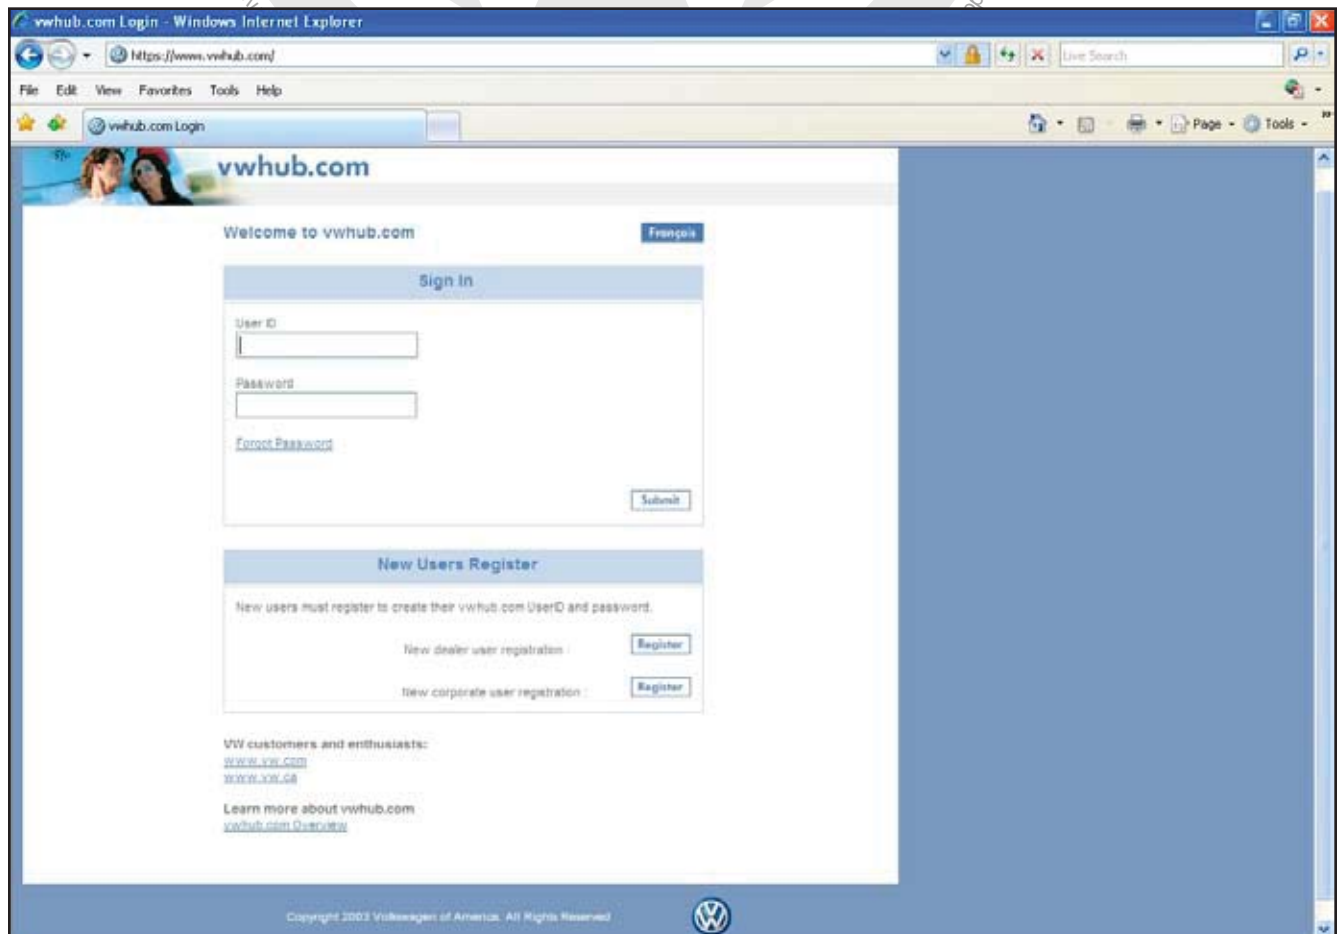 vwhub.com Login - Windows Internet Explorer
https://www.vwhub.com/
Live Search
File Edit View Favorites Tools Help
vwhub.com Login
Page Tools
vwhub.com
Welcome to vwhub.com
Français
Sign In
User ID
Password
Forgot Password
Submit
New Users Register
New users must register to create their vwhub.com UserID and password.
New dealer user registration :
Register
New corporate user registration :
Register
VW customers and enthusiasts:
www.vw.com
www.vw.ca
Learn more about vwhub.com
vwhub.com Overview
Copyright 2003 Volkswagen of America. All Rights Reserved